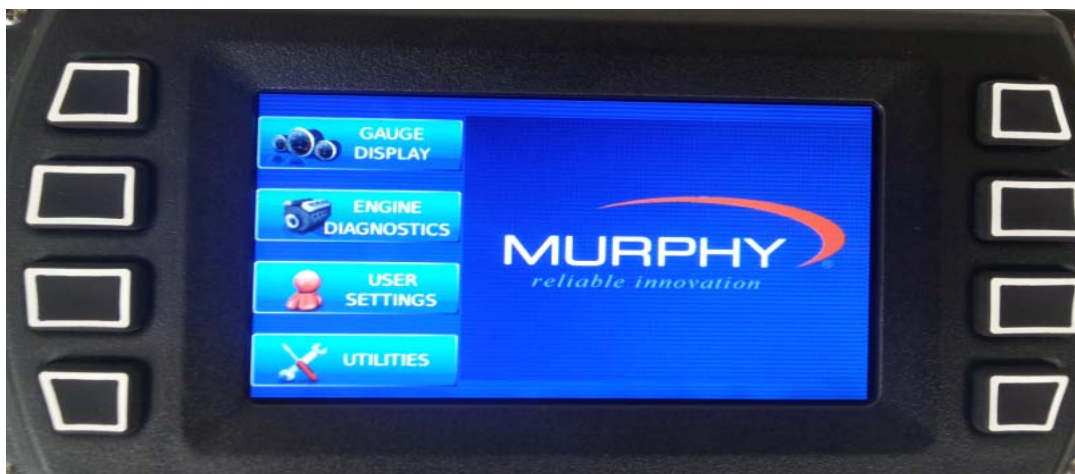 GAUGE
DISPLAY
ENGINE
DIAGNOSTICS
USER
SETTINGS
UTILITIES
MURPHY
reliable innovation